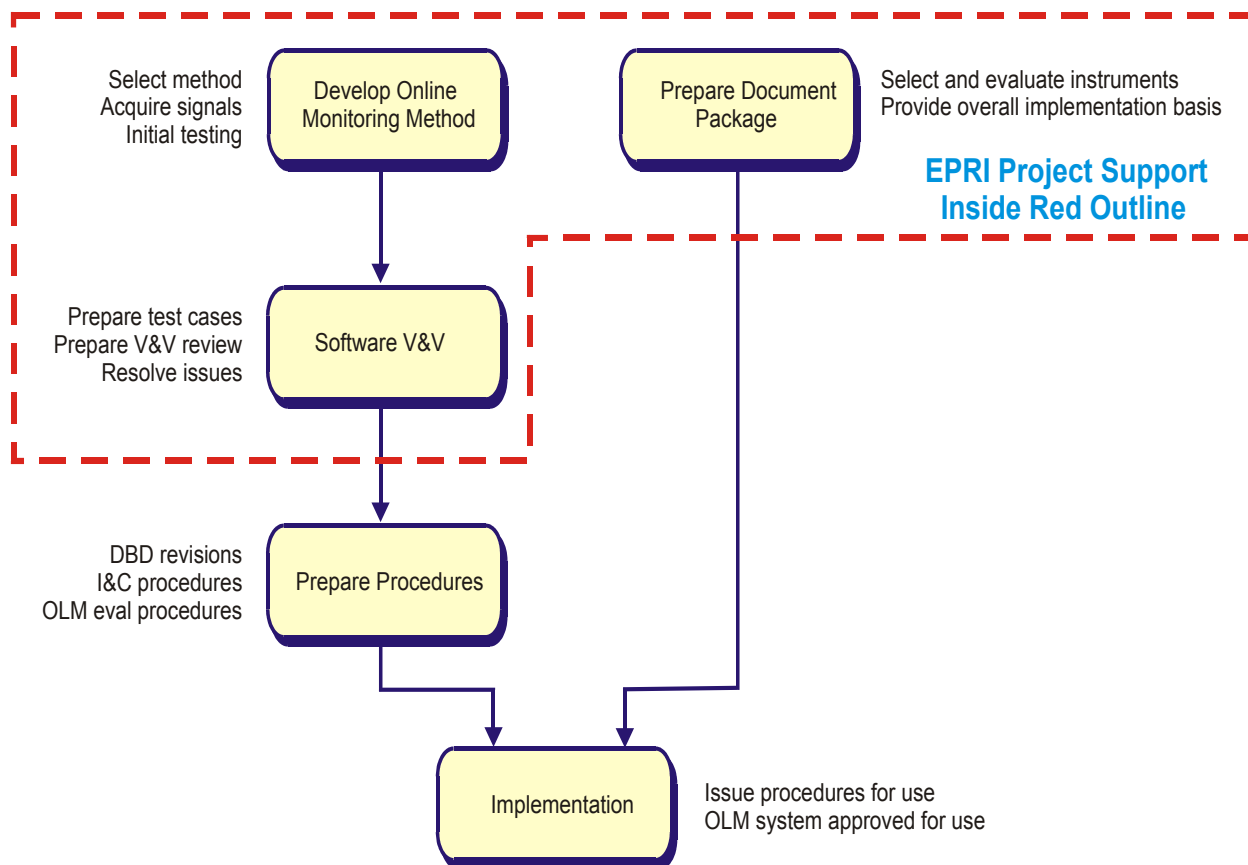 Select method
Acquire signals
Initial testing
Develop Online
Monitoring Method
Prepare Document
Package
Select and evaluate instruments
Provide overall implementation basis
EPRI Project Support
Inside Red Outline
Prepare test cases
Prepare V&V review
Resolve issues
Software V&V
DBD revisions
I&C procedures
OLM eval procedures
Prepare Procedures
Implementation
Issue procedures for use
OLM system approved for use